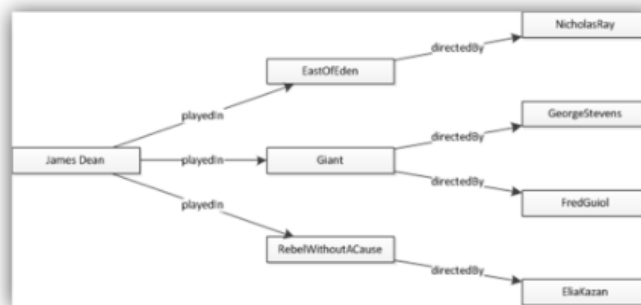 NicholasRay
directedBy
EastOfEden
playedIn
GeorgeStevens
directedBy
James Dean
playedIn
Giant
directedBy
FredGuiol
playedIn
RebelWithoutACause
directedBy
EliaKazan